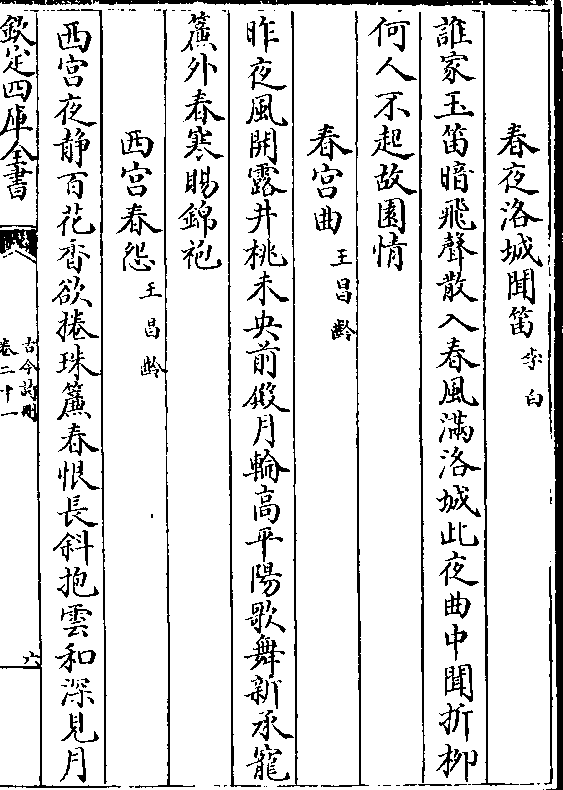 春夜洛城聞笛 李白
誰家玉笛暗飛聲散入春風滿洛城此夜曲中聞折柳
何人不起故園情
春宮曲 王昌齡
昨夜風開露井桃未央前殿月輪高平陽歌舞新承寵
簾外春寒賜錦袍
西宮春怨 王昌齡
西宮夜静百花香欲捲珠簾春恨長斜抱雲和深見月
欽定四庫全書
古今詩刪
卷二十一
六